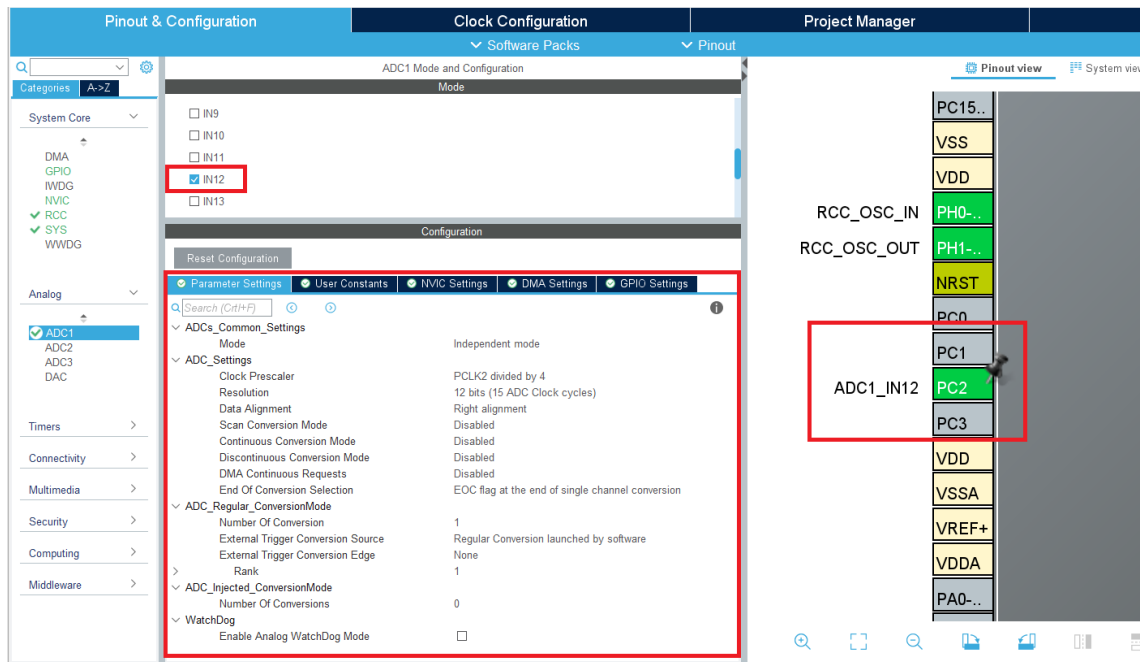 Pinout & Configuration
Clock Configuration
Project Manager
Software Packs
Pinout
Categories
A->Z
System Core
DMA
GPIO
IWDG
NVIC
RCC
SYS
WWDG
Analog
ADC1
ADC2
ADC3
DAC
Timers
Connectivity
Multimedia
Security
Computing
Middleware
ADC1 Mode and Configuration
Mode
IN9
IN10
IN11
IN12
IN13
Configuration
Reset Configuration
Parameter Settings
User Constants
NVIC Settings
DMA Settings
GPIO Settings
Search (Crtl+F)
ADCs_Common_Settings
Mode Independent mode
ADC_Settings
Clock Prescaler PCLK2 divided by 4
Resolution 12 bits (15 ADC Clock cycles)
Data Alignment Right alignment
Scan Conversion Mode Disabled
Continuous Conversion Mode Disabled
Discontinuous Conversion Mode Disabled
DMA Continuous Requests Disabled
End Of Conversion Selection EOC flag at the end of single channel conversion
ADC_Regular_ConversionMode
Number Of Conversion 1
External Trigger Conversion Source Regular Conversion launched by software
External Trigger Conversion Edge None
Rank 1
ADC_Injected_ConversionMode
Number Of Conversions 0
WatchDog
Enable Analog WatchDog Mode
Pinout view
System view
PC15..
VSS
VDD
RCC_OSC_IN PH0-..
RCC_OSC_OUT PH1-..
NRST
PC0
PC1
ADC1_IN12 PC2
PC3
VDD
VSSA
VREF+
VDDA
PA0-..